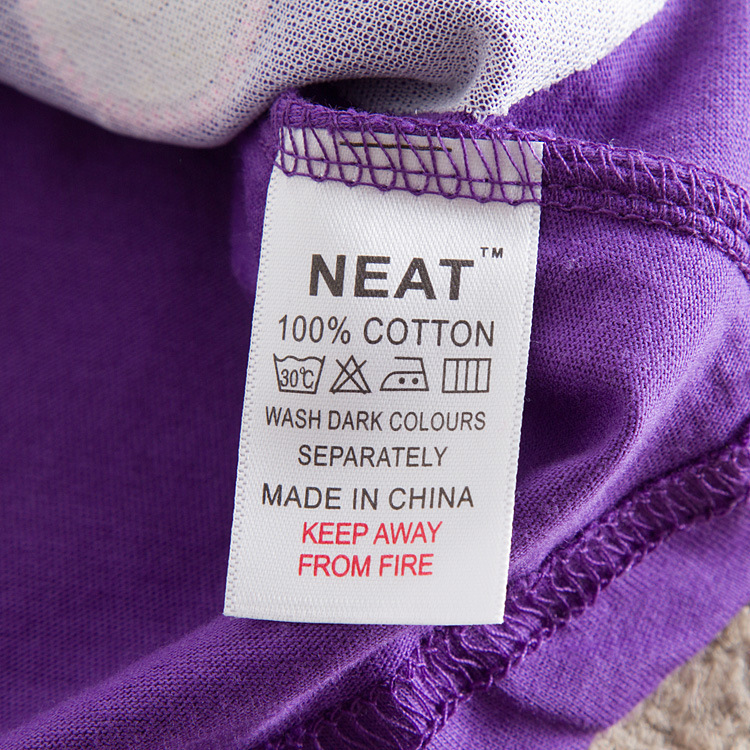 NEAT™
100% COTTON
30°C
WASH DARK COLOURS
SEPARATELY
MADE IN CHINA
KEEP AWAY
FROM FIRE